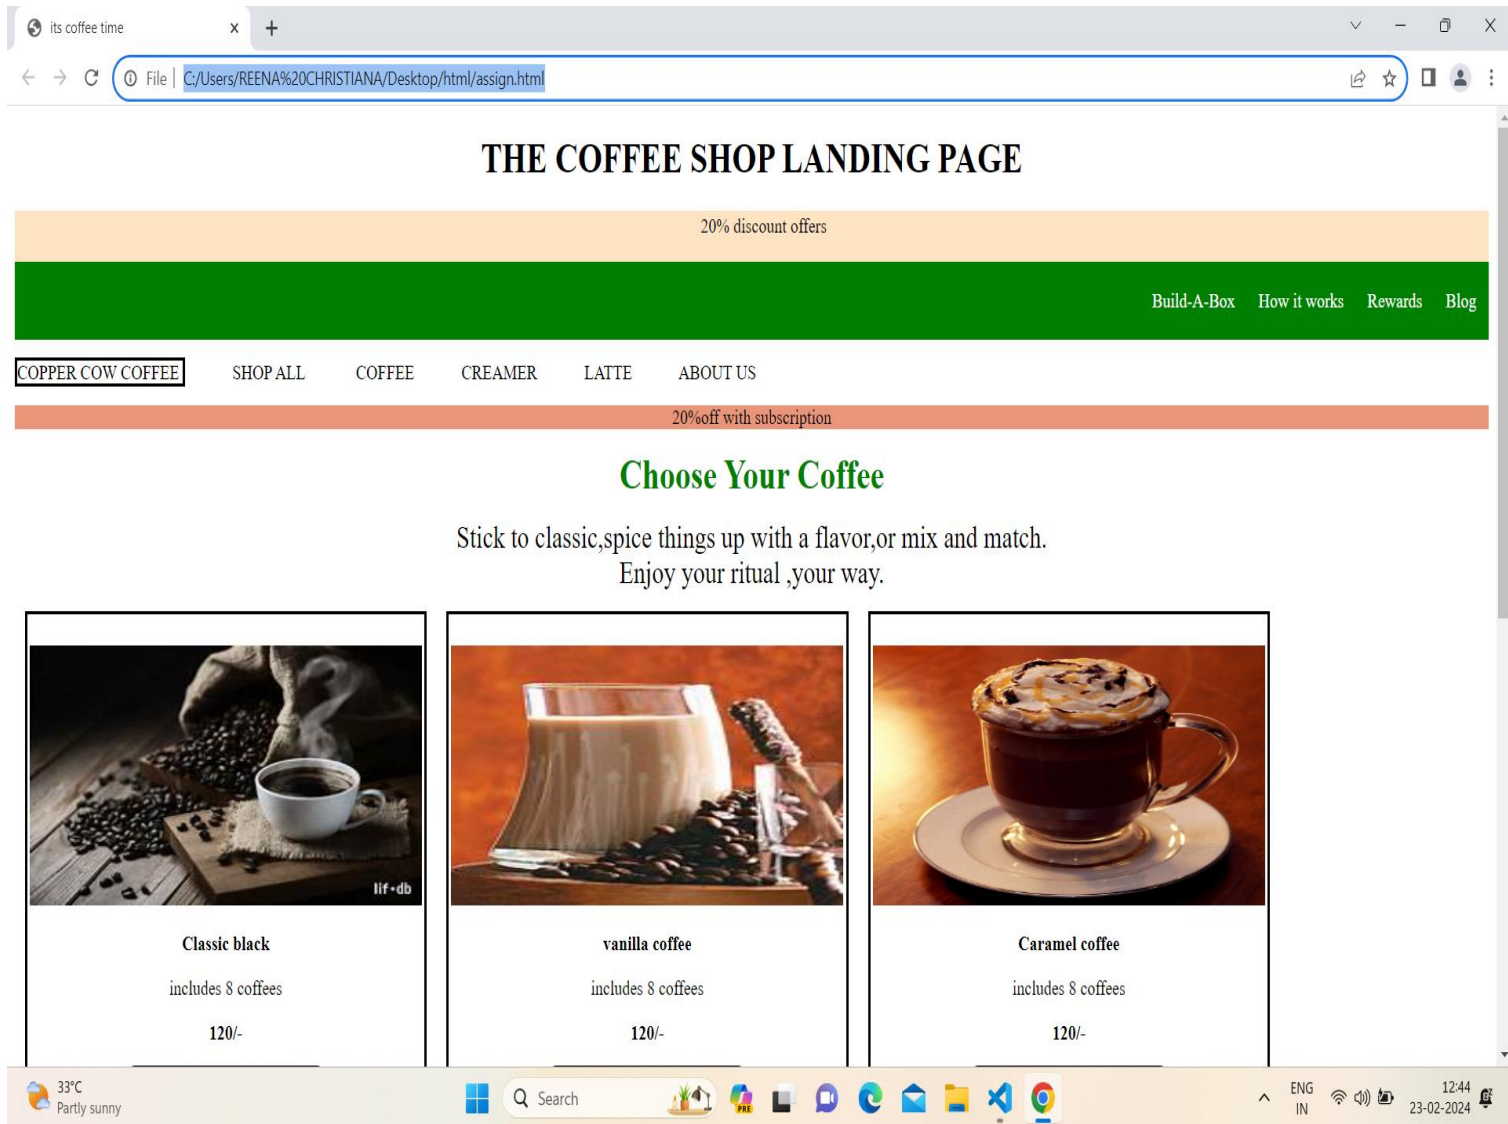 its coffee time
File
C:/Users/REENA%20CHRISTIANA/Desktop/html/assign.html
THE COFFEE SHOP LANDING PAGE
20% discount offers
Build-A-Box How it works Rewards Blog
COPPER COW COFFEE SHOP ALL COFFEE CREAMER LATTE ABOUT US
20%off with subscription
Choose Your Coffee
Stick to classic,spice things up with a flavor,or mix and match.
Enjoy your ritual ,your way.
lif•db
Classic black vanilla coffee Caramel coffee
includes 8 coffees includes 8 coffees includes 8 coffees
120/- 120/- 120/-
33°C
Partly sunny
Search
PRE
ENG
IN
12:44
23-02-2024